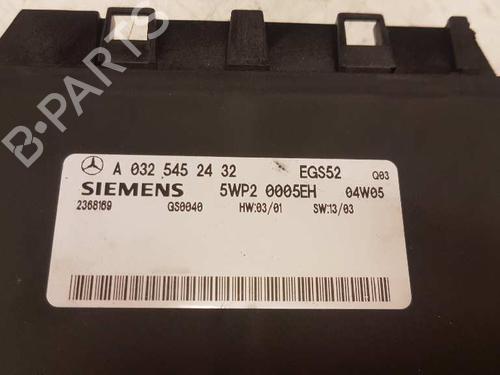 A 032 545 24 32 EGS52 Q03
SIEMENS 5WP2 0005EH 04W05
2368169 GS0040 HW:03/01 SW:13/03
B-PARTS